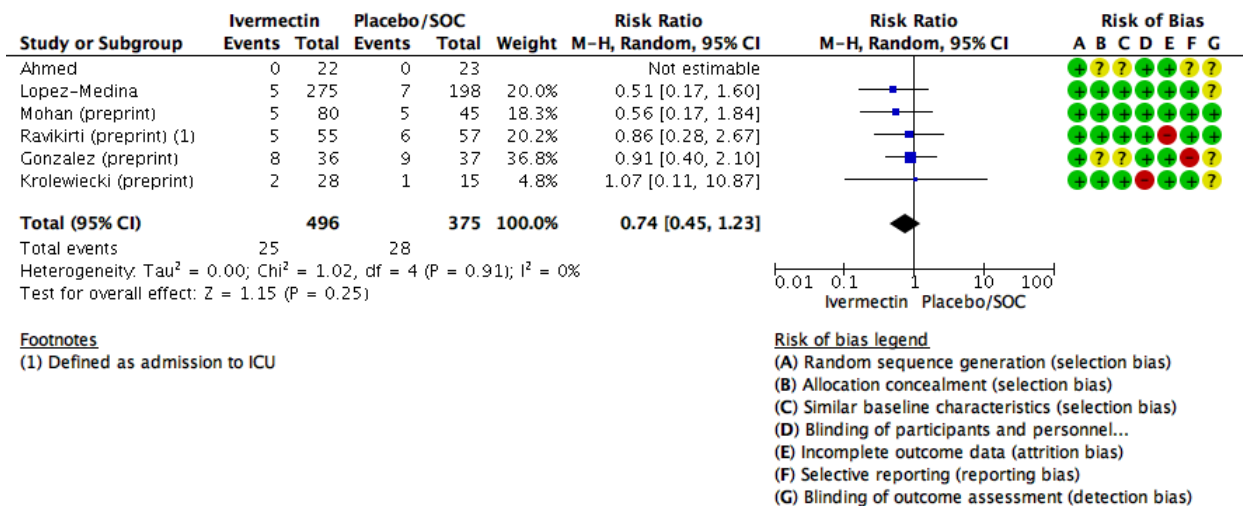 Ivermectin Placebo/SOC Risk Ratio Risk Ratio Risk of Bias
Study or Subgroup Events Total Events Total Weight M-H, Random, 95% CI M-H, Random, 95% CI A B C D E F G
Ahmed 0 22 0 23 Not estimable + ? ? + + ? ?
Lopez-Medina 5 275 7 198 20.0% 0.51 [0.17, 1.60] + + + + + + ?
Mohan (preprint) 5 80 5 45 18.3% 0.56 [0.17, 1.84] + + + + + + +
Ravikirti (preprint) (1) 5 55 6 57 20.2% 0.86 [0.28, 2.67] + + + + - + +
Gonzalez (preprint) 8 36 9 37 36.8% 0.91 [0.40, 2.10] + ? ? + + - ?
Krolewiecki (preprint) 2 28 1 15 4.8% 1.07 [0.11, 10.87] + + + - + + ?
Total (95% CI) 496 375 100.0% 0.74 [0.45, 1.23]
Total events 25 28
Heterogeneity: Tau² = 0.00; Chi² = 1.02, df = 4 (P = 0.91); I² = 0%
Test for overall effect: Z = 1.15 (P = 0.25)
0.01 0.1 1 10 100
Ivermectin Placebo/SOC
Footnotes
(1) Defined as admission to ICU
Risk of bias legend
(A) Random sequence generation (selection bias)
(B) Allocation concealment (selection bias)
(C) Similar baseline characteristics (selection bias)
(D) Blinding of participants and personnel...
(E) Incomplete outcome data (attrition bias)
(F) Selective reporting (reporting bias)
(G) Blinding of outcome assessment (detection bias)